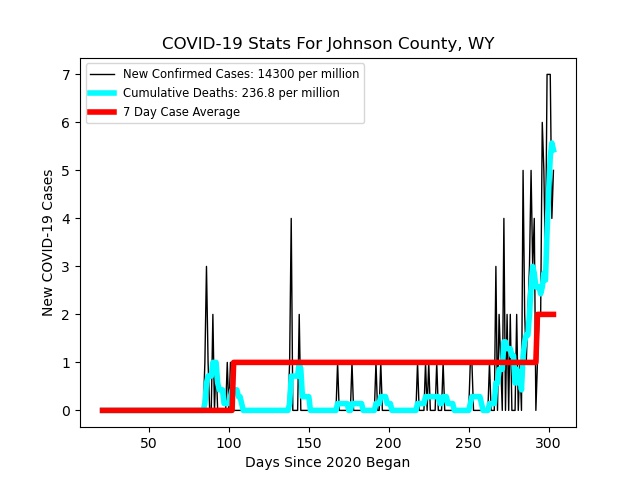 COVID-19 Stats For Johnson County, WY
New Confirmed Cases: 14300 per million
Cumulative Deaths: 236.8 per million
7 Day Case Average
New COVID-19 Cases
7
6
5
4
3
2
1
0
50 100 150 200 250 300
Days Since 2020 Began